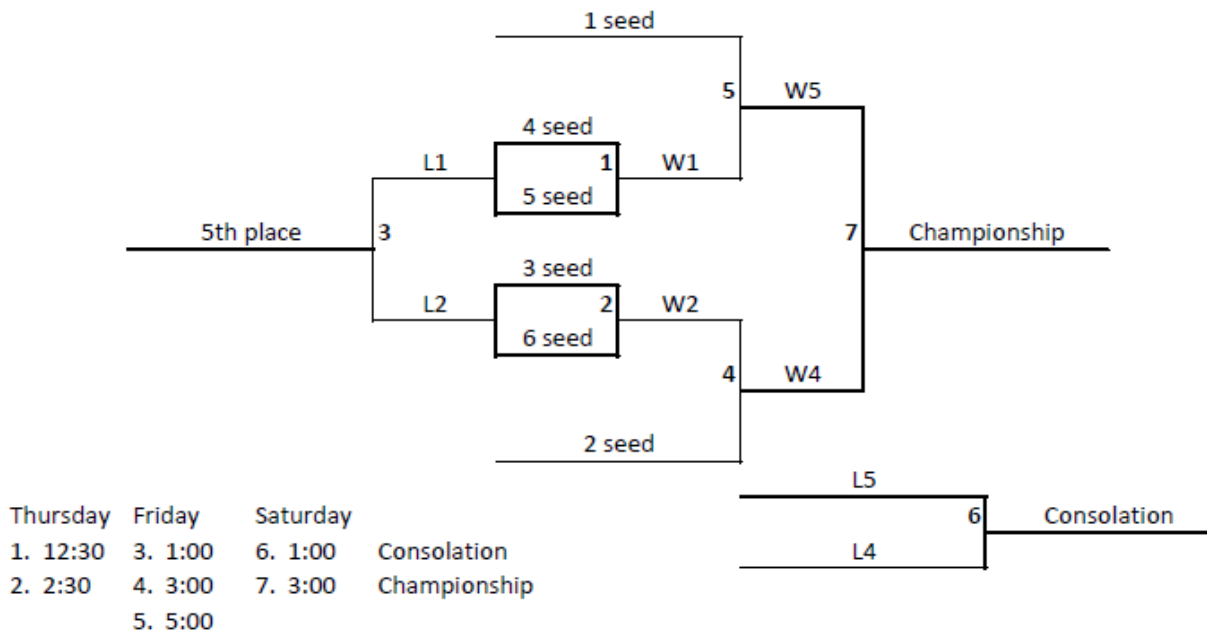 1 seed
5 W5
4 seed
L1 1 W1
5 seed
5th place 3 7 Championship
3 seed
L2 2 W2
6 seed
4 W4
2 seed
L5
6 Consolation
L4
Thursday Friday Saturday
1. 12:30 3. 1:00 6. 1:00 Consolation
2. 2:30 4. 3:00 7. 3:00 Championship
5. 5:00